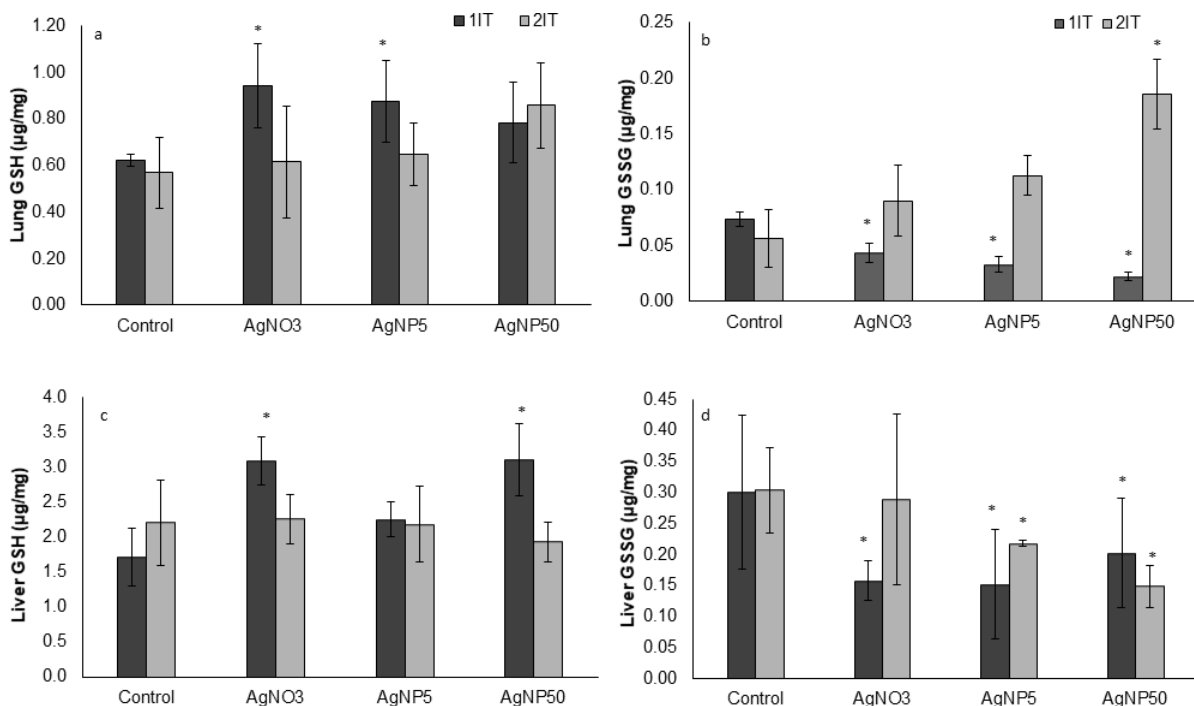 a
1IT 2IT
Lung GSH (µg/mg)
1.20
1.00
0.80
0.60
0.40
0.20
0.00
* *
Control AgNO3 AgNP5 AgNP50
b
1IT 2IT
Lung GSSG (µg/mg)
0.25
0.20
0.15
0.10
0.05
0.00
* * * *
Control AgNO3 AgNP5 AgNP50
c
Liver GSH (µg/mg)
4.0
3.5
3.0
2.5
2.0
1.5
1.0
0.5
0.0
* *
Control AgNO3 AgNP5 AgNP50
d
Liver GSSG (µg/mg)
0.45
0.40
0.35
0.30
0.25
0.20
0.15
0.10
0.05
0.00
* * * * *
Control AgNO3 AgNP5 AgNP50